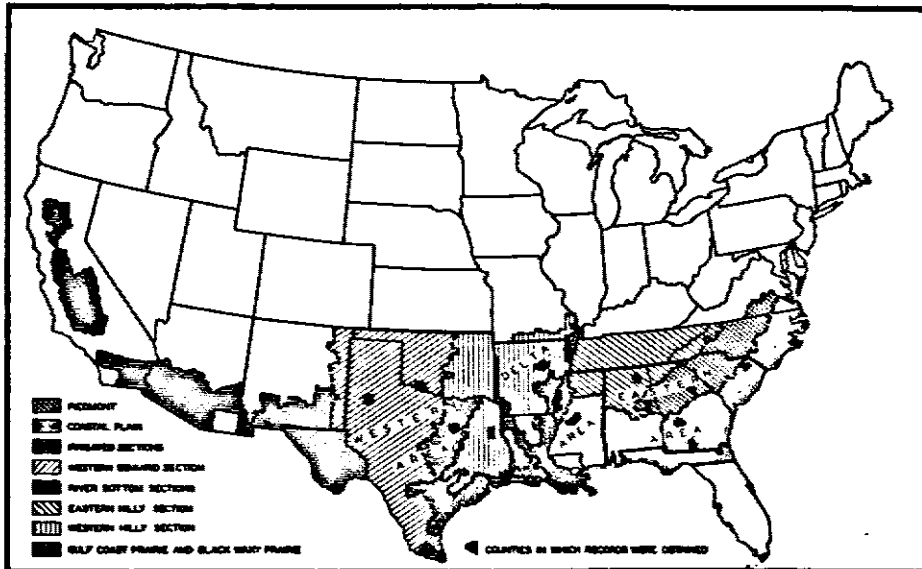 DELTA
AREA
WESTERN
AREA
EASTERN
AREA
PIEDMONT
COASTAL PLAIN
IRRIGATED SECTIONS
WESTERN SEMIARID SECTION
RIVER BOTTOM SECTIONS
EASTERN HILLY SECTION
WESTERN HILLY SECTION
GULF COAST PRAIRIE AND BLACK WAXY PRAIRIE
COUNTIES IN WHICH RECORDS WERE OBTAINED